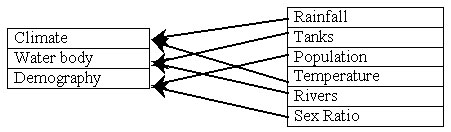 Climate
Water body
Demography
Rainfall
Tanks
Population
Temperature
Rivers
Sex Ratio